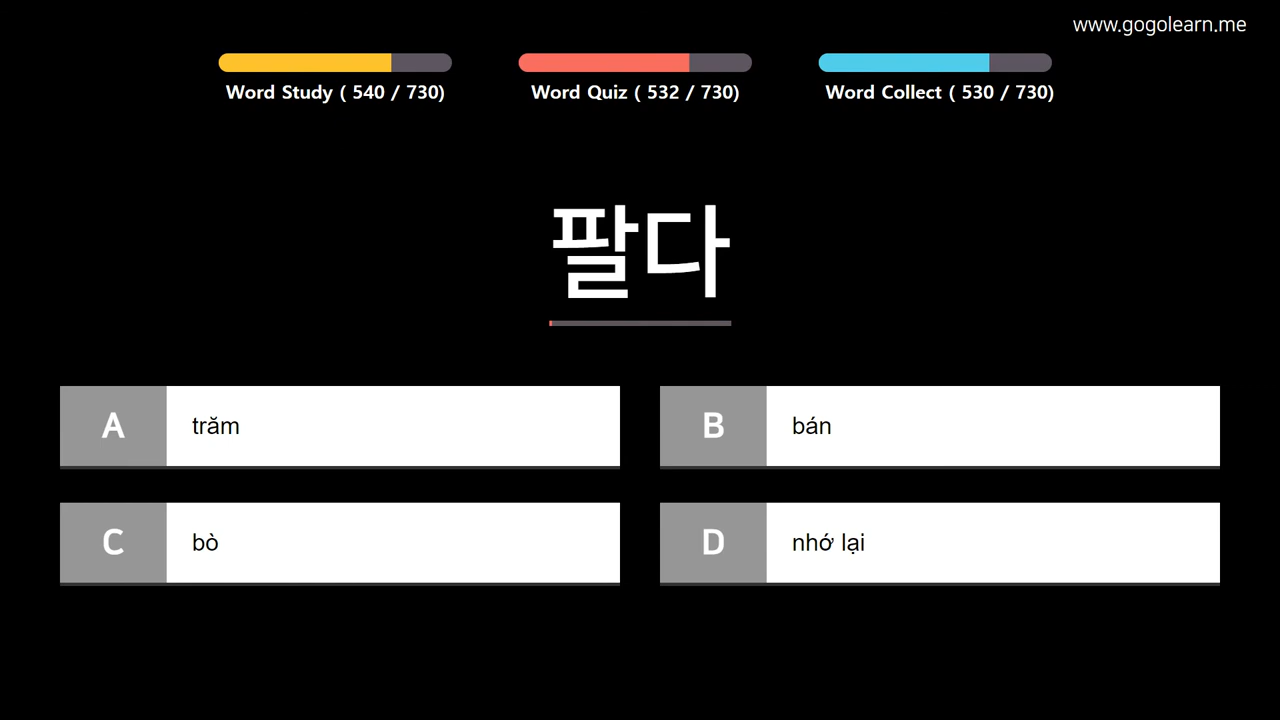 www.gogolearn.me
Word Study ( 540 / 730)
Word Quiz ( 532 / 730)
Word Collect ( 530 / 730)
팔다
A trăm
B bán
C bò
D nhớ lại